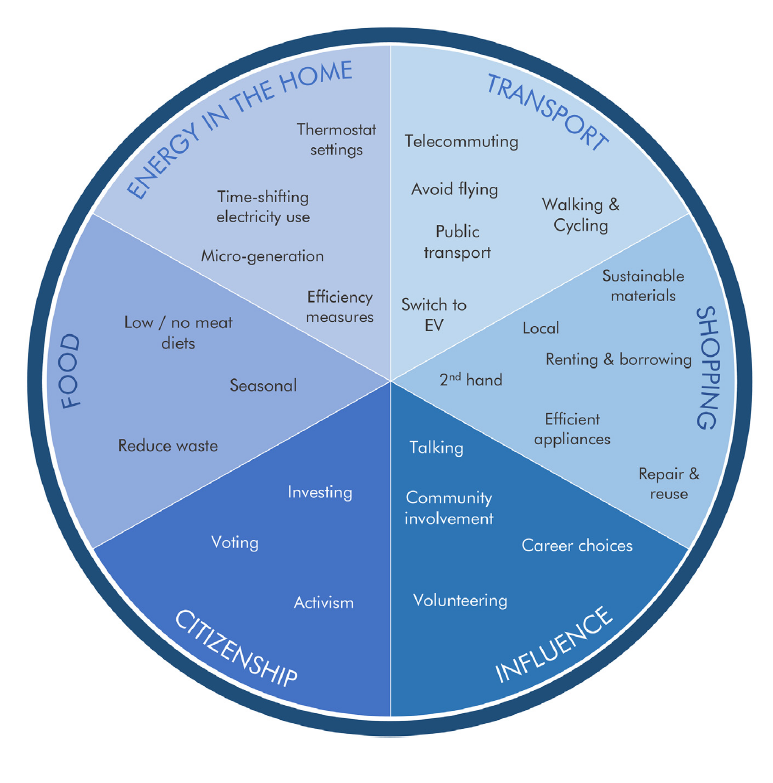 ENERGY IN THE HOME
Thermostat
settings
Time-shifting
electricity use
Micro-generation
Efficiency
measures
TRANSPORT
Telecommuting
Avoid flying
Walking &
Cycling
Public
transport
Switch to
EV
SHOPPING
Sustainable
materials
Local
Renting & borrowing
2nd hand
Efficient
appliances
Repair &
reuse
INFLUENCE
Talking
Community
involvement
Career choices
Volunteering
CITIZENSHIP
Investing
Voting
Activism
FOOD
Low / no meat
diets
Seasonal
Reduce waste